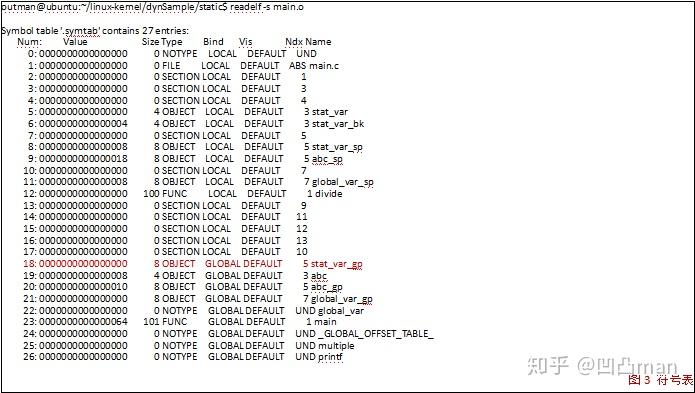 outman@ubuntu:~/linux-kernel/dynSample/static$ readelf -s main.o
Symbol table '.symtab' contains 27 entries:
Num: Value Size Type Bind Vis Ndx Name
0: 0000000000000000 0 NOTYPE LOCAL DEFAULT UND
1: 0000000000000000 0 FILE LOCAL DEFAULT ABS main.c
2: 0000000000000000 0 SECTION LOCAL DEFAULT 1
3: 0000000000000000 0 SECTION LOCAL DEFAULT 3
4: 0000000000000000 0 SECTION LOCAL DEFAULT 4
5: 0000000000000000 4 OBJECT LOCAL DEFAULT 3 stat_var
6: 0000000000000004 4 OBJECT LOCAL DEFAULT 3 stat_var_bk
7: 0000000000000000 0 SECTION LOCAL DEFAULT 5
8: 0000000000000008 8 OBJECT LOCAL DEFAULT 5 stat_var_sp
9: 0000000000000018 8 OBJECT LOCAL DEFAULT 5 abc_sp
10: 0000000000000000 0 SECTION LOCAL DEFAULT 7
11: 0000000000000008 8 OBJECT LOCAL DEFAULT 7 global_var_sp
12: 0000000000000000 100 FUNC LOCAL DEFAULT 1 divide
13: 0000000000000000 0 SECTION LOCAL DEFAULT 9
14: 0000000000000000 0 SECTION LOCAL DEFAULT 11
15: 0000000000000000 0 SECTION LOCAL DEFAULT 12
16: 0000000000000000 0 SECTION LOCAL DEFAULT 13
17: 0000000000000000 0 SECTION LOCAL DEFAULT 10
18: 0000000000000000 8 OBJECT GLOBAL DEFAULT 5 stat_var_gp
19: 0000000000000008 4 OBJECT GLOBAL DEFAULT 3 abc
20: 0000000000000010 8 OBJECT GLOBAL DEFAULT 5 abc_gp
21: 0000000000000000 8 OBJECT GLOBAL DEFAULT 7 global_var_gp
22: 0000000000000000 0 NOTYPE GLOBAL DEFAULT UND global_var
23: 0000000000000064 101 FUNC GLOBAL DEFAULT 1 main
24: 0000000000000000 0 NOTYPE GLOBAL DEFAULT UND _GLOBAL_OFFSET_TABLE_
25: 0000000000000000 0 NOTYPE GLOBAL DEFAULT UND multiple
26: 0000000000000000 0 NOTYPE GLOBAL DEFAULT UND printf
知乎 @凹凸man
图 3 符号表